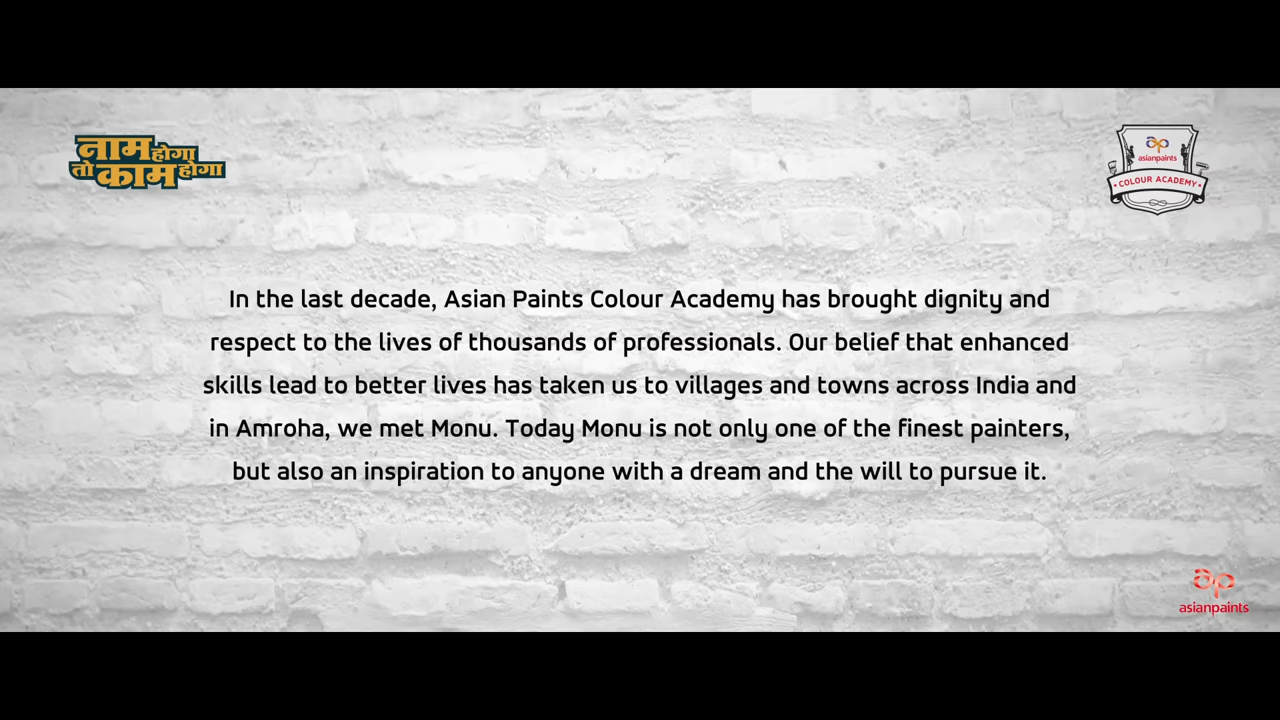 नाम होगा
तो काम होगा
asianpaints
COLOUR ACADEMY
In the last decade, Asian Paints Colour Academy has brought dignity and
respect to the lives of thousands of professionals. Our belief that enhanced
skills lead to better lives has taken us to villages and towns across India and
in Amroha, we met Monu. Today Monu is not only one of the finest painters,
but also an inspiration to anyone with a dream and the will to pursue it.
ap
asianpaints